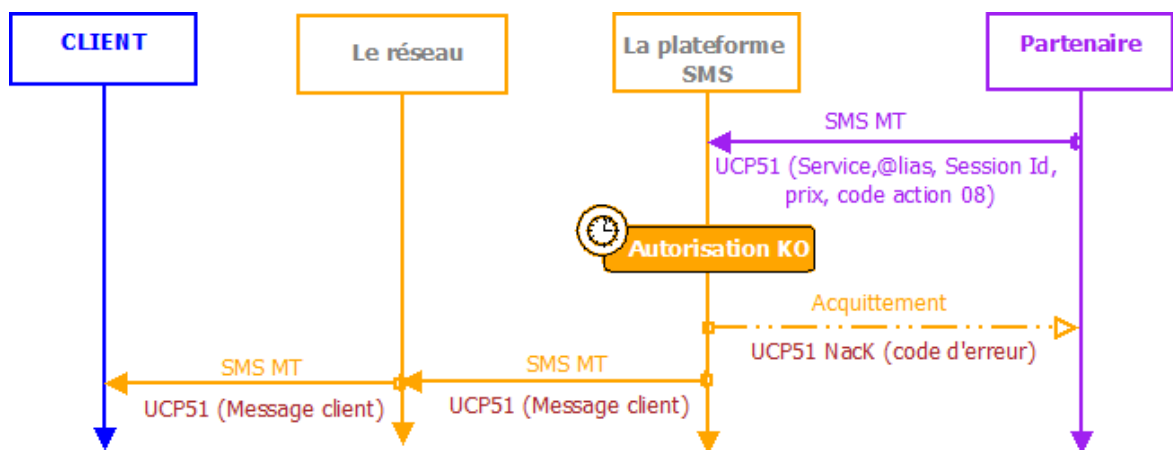 CLIENT
Le réseau
La plateforme
SMS
Partenaire
SMS MT
UCP51 (Service,@lias, Session Id,
prix, code action 08)
Autorisation KO
Acquittement
UCP51 NacK (code d'erreur)
SMS MT
SMS MT
UCP51 (Message client)
UCP51 (Message client)